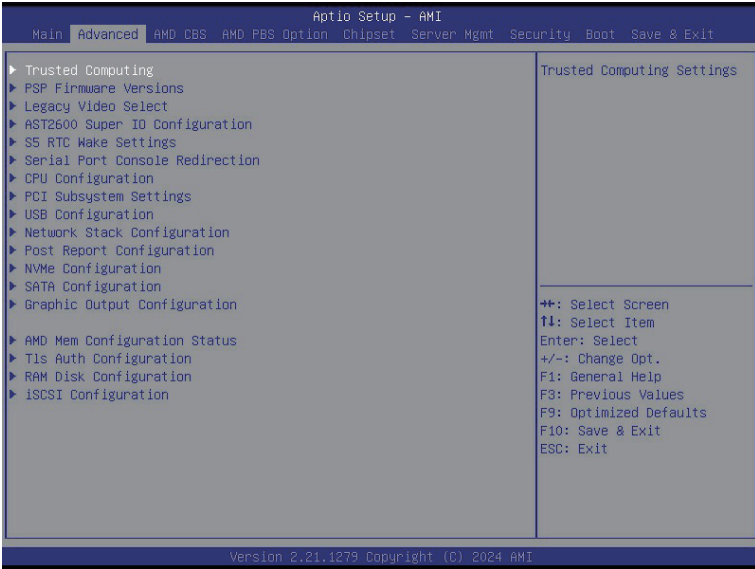 Aptio Setup – AMI
Main Advanced AMD CBS AMD PBS Option Chipset Server Mgmt Security Boot Save & Exit
Trusted Computing
PSP Firmware Versions
Legacy Video Select
AST2600 Super IO Configuration
S5 RTC Wake Settings
Serial Port Console Redirection
CPU Configuration
PCI Subsystem Settings
USB Configuration
Network Stack Configuration
Post Report Configuration
NVMe Configuration
SATA Configuration
Graphic Output Configuration
AMD Mem Configuration Status
Tls Auth Configuration
RAM Disk Configuration
iSCSI Configuration
Trusted Computing Settings
→←: Select Screen
↑↓: Select Item
Enter: Select
+/-: Change Opt.
F1: General Help
F3: Previous Values
F9: Optimized Defaults
F10: Save & Exit
ESC: Exit
Version 2.21.1279 Copyright (C) 2024 AMI